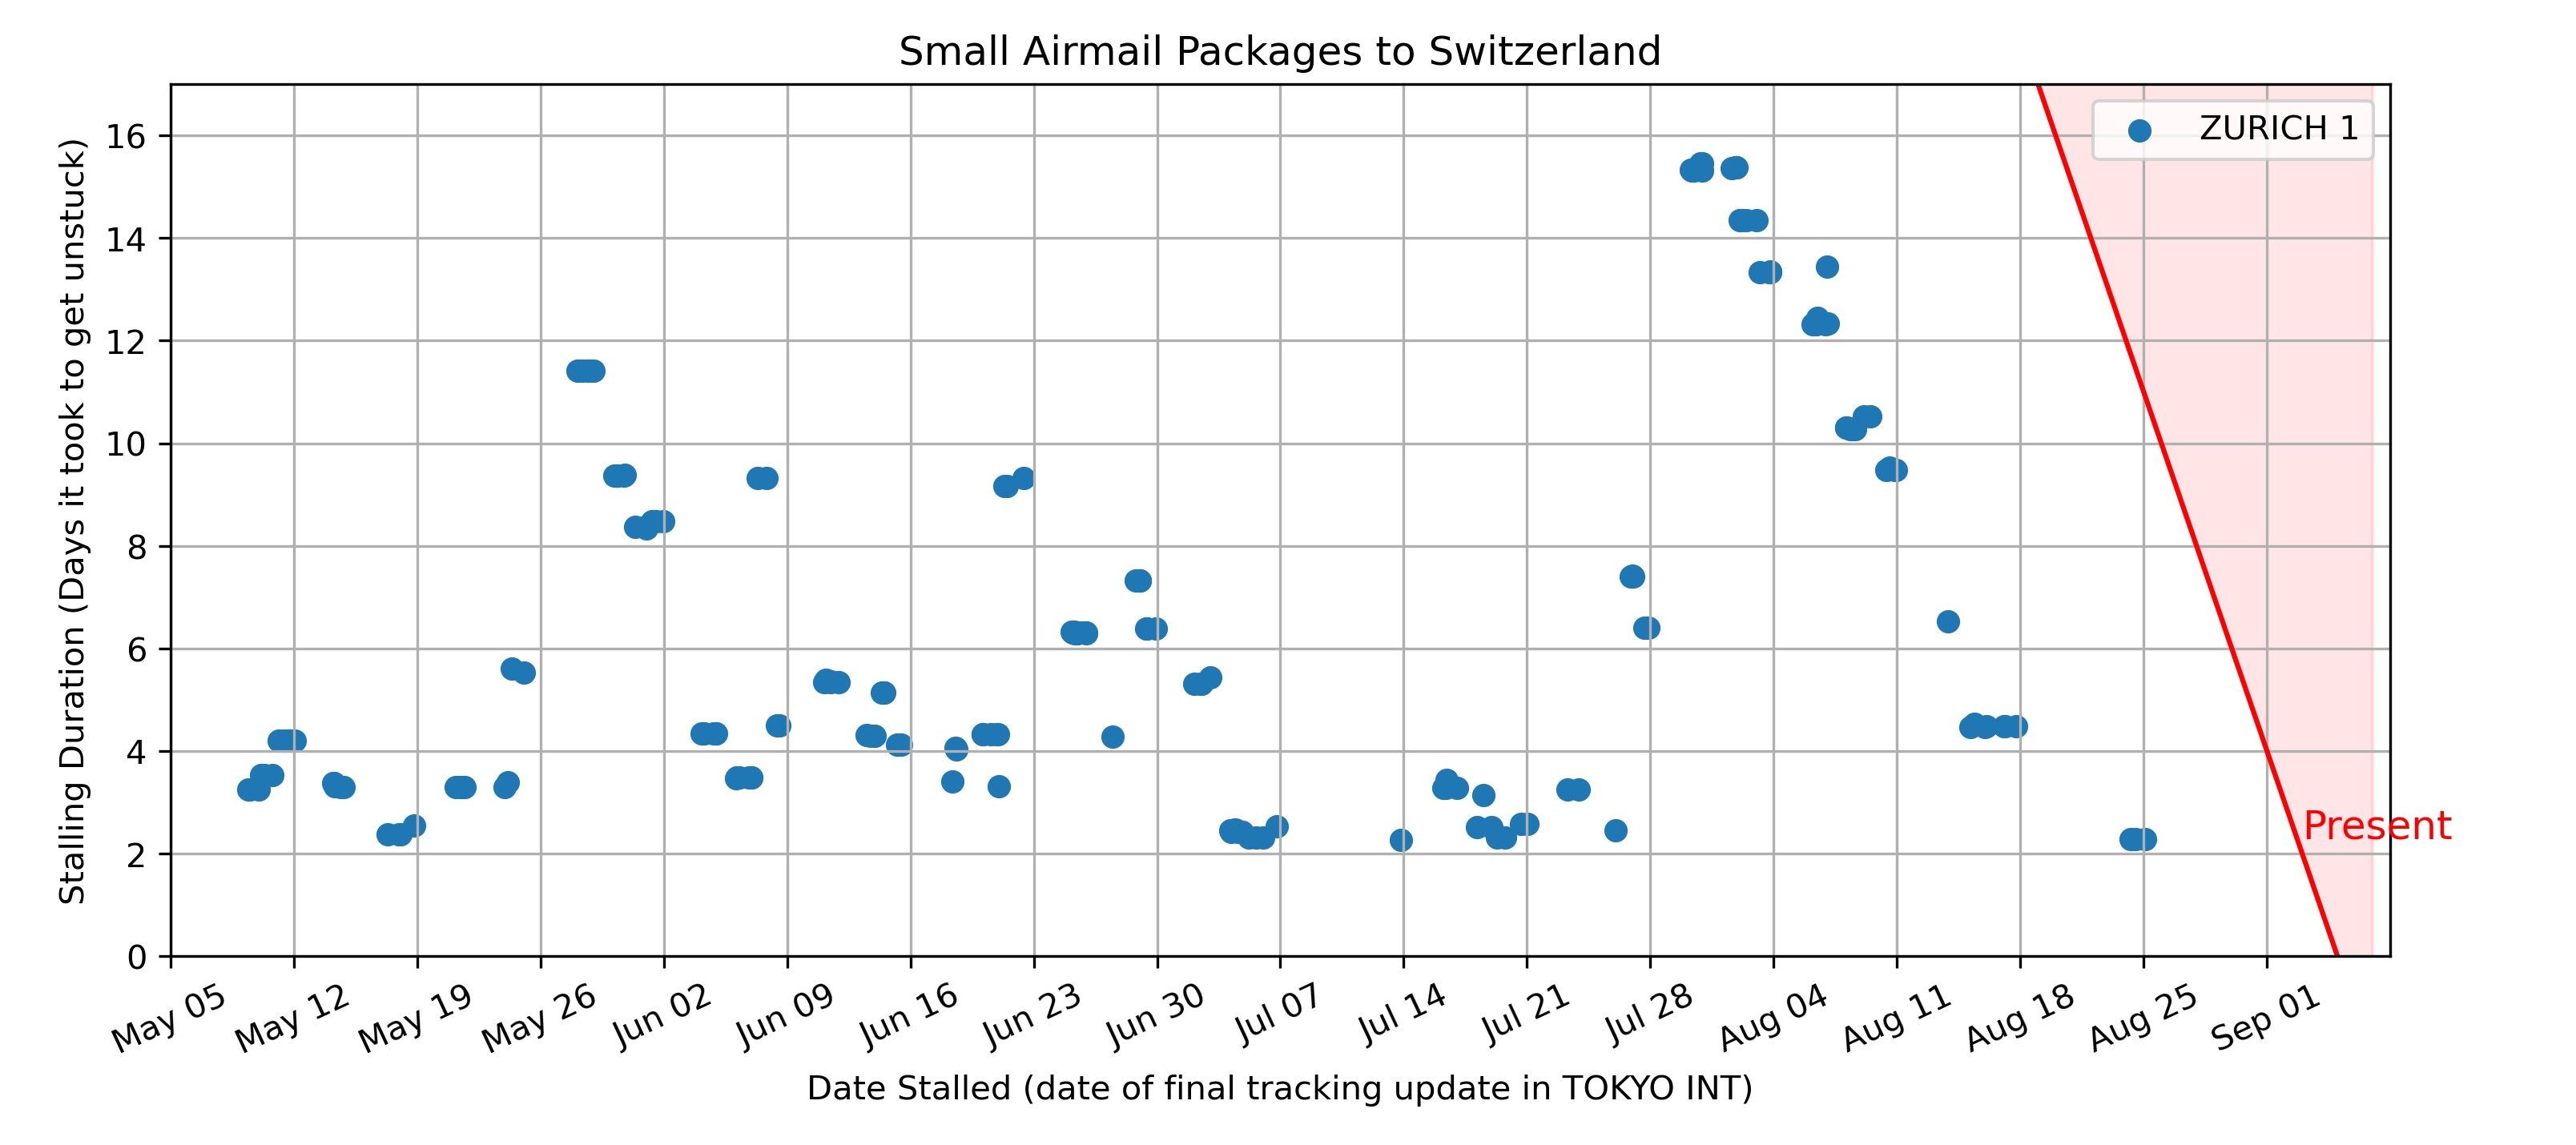 Small Airmail Packages to Switzerland
ZURICH 1
Stalling Duration (Days it took to get unstuck)
16
14
12
10
8
6
4
2
0
Present
May 05 May 12 May 19 May 26 Jun 02 Jun 09 Jun 16 Jun 23 Jun 30 Jul 07 Jul 14 Jul 21 Jul 28 Aug 04 Aug 11 Aug 18 Aug 25 Sep 01
Date Stalled (date of final tracking update in TOKYO INT)